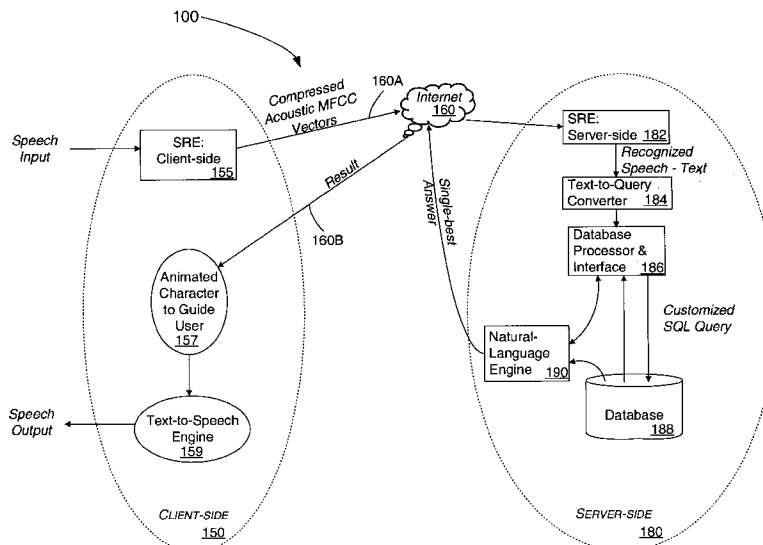 100
Compressed
Acoustic MFCC
Vectors
160A
Internet
160
Speech
Input
SRE:
Client-side
155
SRE:
Server-side 182
Recognized
Speech - Text
Text-to-Query
Converter
184
Result
160B
Single-best
Answer
Database
Processor &
Interface 186
Animated
Character
to Guide
User
157
Customized
SQL Query
Natural-
Language
Engine
190
Speech
Output
Text-to-Speech
Engine
159
Database
188
CLIENT-SIDE
150
SERVER-SIDE
180